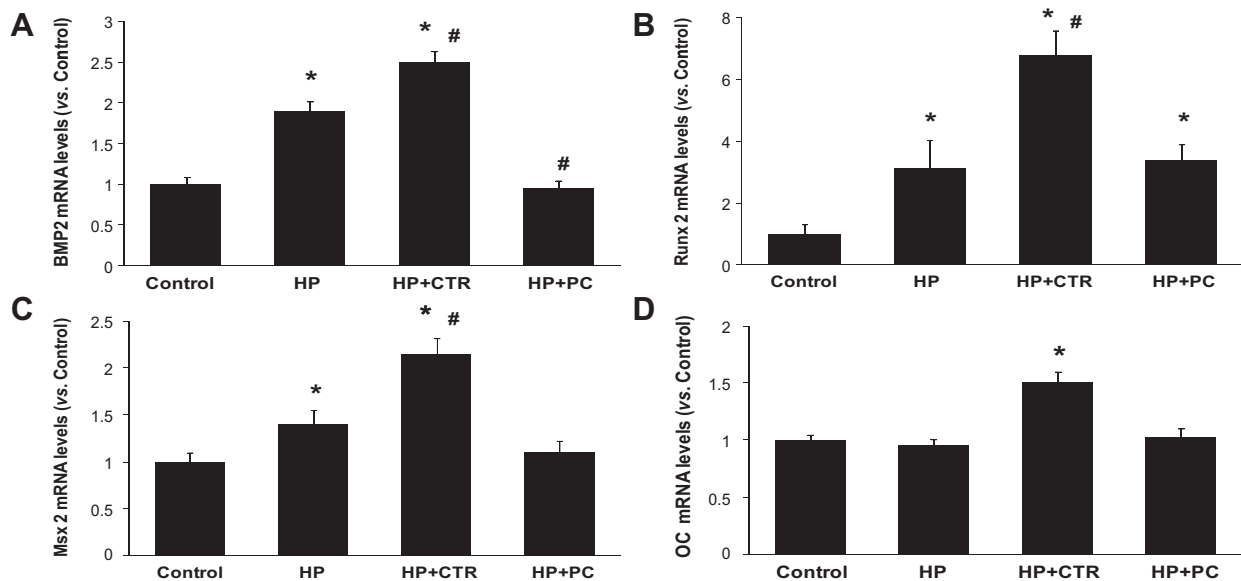 A
BMP2 mRNA levels (vs. Control)
3
2.5
2
1.5
1
0.5
0
*
* #
#
Control HP HP+CTR HP+PC
B
Runx 2 mRNA levels (vs. Control)
8
6
4
2
0
*
* #
*
Control HP HP+CTR HP+PC
C
Msx 2 mRNA levels (vs. Control)
2.5
2
1.5
1
0.5
0
*
* #
Control HP HP+CTR HP+PC
D
OC mRNA levels (vs. Control)
2
1.5
1
0.5
0
*
Control HP HP+CTR HP+PC